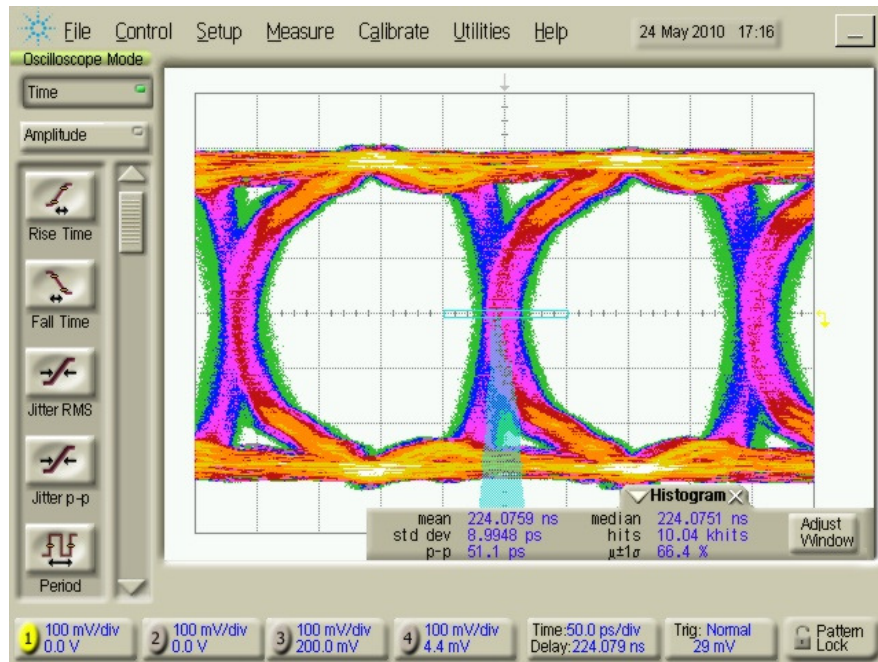 File Control Setup Measure Calibrate Utilities Help 24 May 2010 17:16
Oscilloscope Mode
Time
Amplitude
Rise Time
Fall Time
Jitter RMS
Jitter p-p
Period
Histogram
mean 224.0759 ns median 224.0751 ns
std dev 8.9948 ps hits 10.04 khits
p-p 51.1 ps µ±1σ 66.4 %
Adjust
Window
1 100 mV/div
0.0 V
2 100 mV/div
0.0 V
3 100 mV/div
200.0 mV
4 100 mV/div
4.4 mV
Time:50.0 ps/div
Delay:224.079 ns
Trig: Normal
29 mV
Pattern
Lock